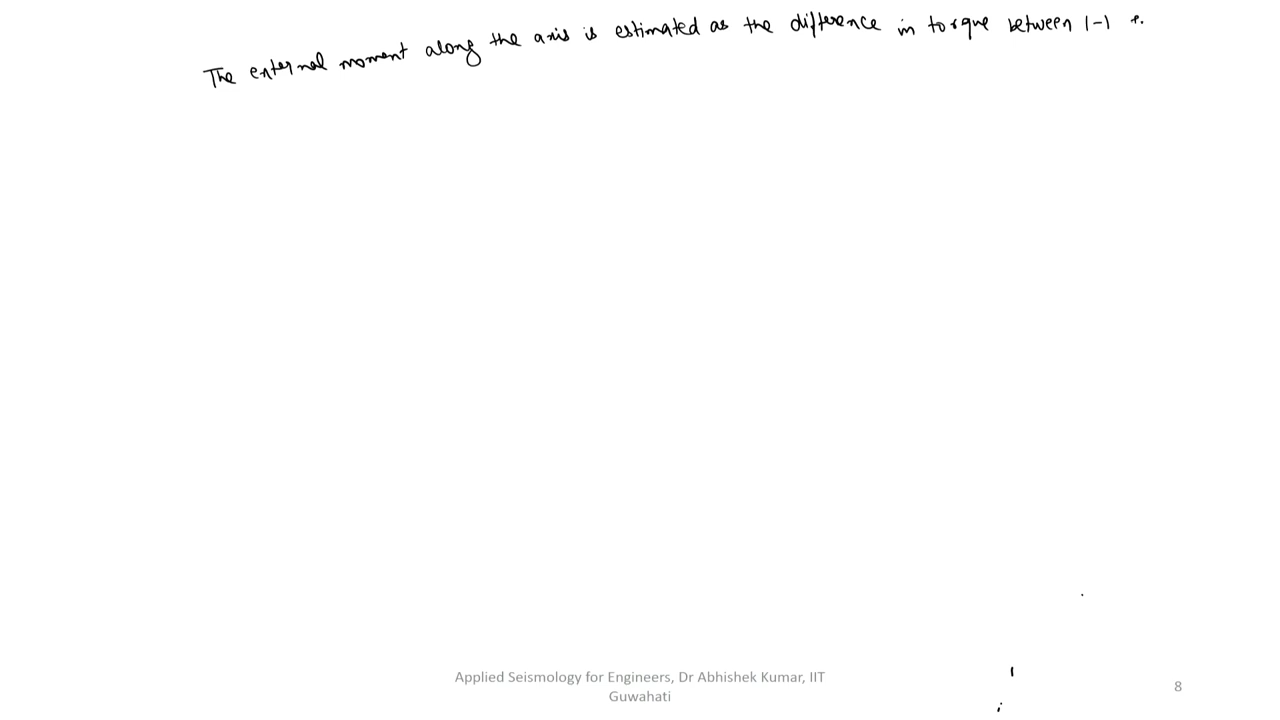 The external moment along the axis is estimated as the difference in torque between 1-1
Applied Seismology for Engineers, Dr Abhishek Kumar, IIT
Guwahati
8